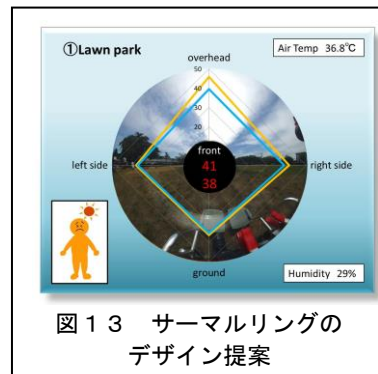 ①Lawn park
Air Temp 36.8℃
overhead
50
40
30
20
front
41
38
left side
right side
ground
Humidity 29%
図１３ サーマルリングの
デザイン提案